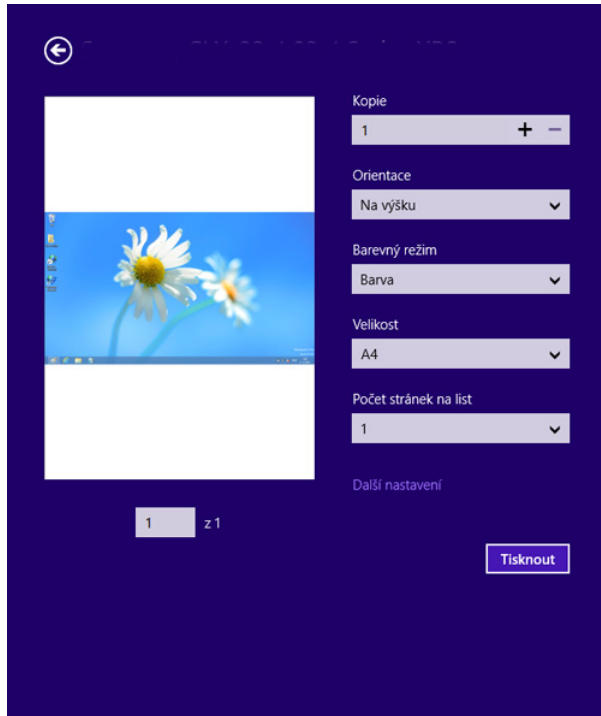 Kopie
1
Orientace
Na výšku
Barevný režim
Barva
Velikost
A4
Počet stránek na list
1
Další nastavení
1 z 1
Tisknout